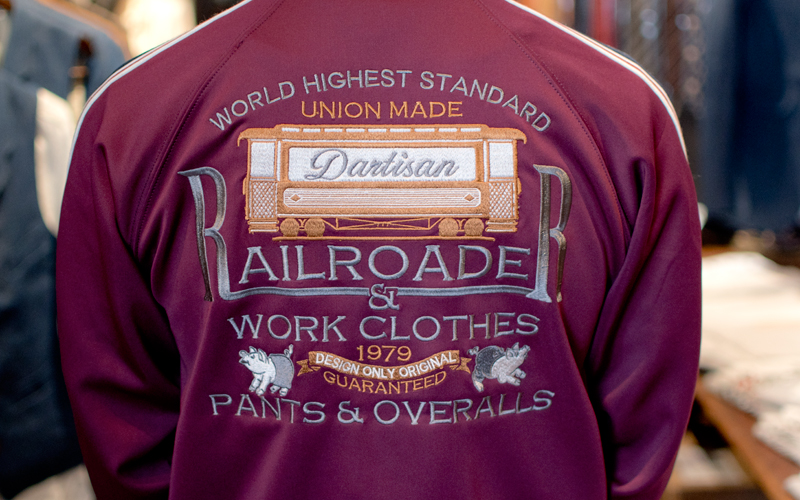 WORLD HIGHEST STANDARD
UNION MADE
Dartisan
RAILROADER
&
WORK CLOTHES
1979
DESIGN ONLY ORIGINAL
GUARANTEED
PANTS & OVERALLS